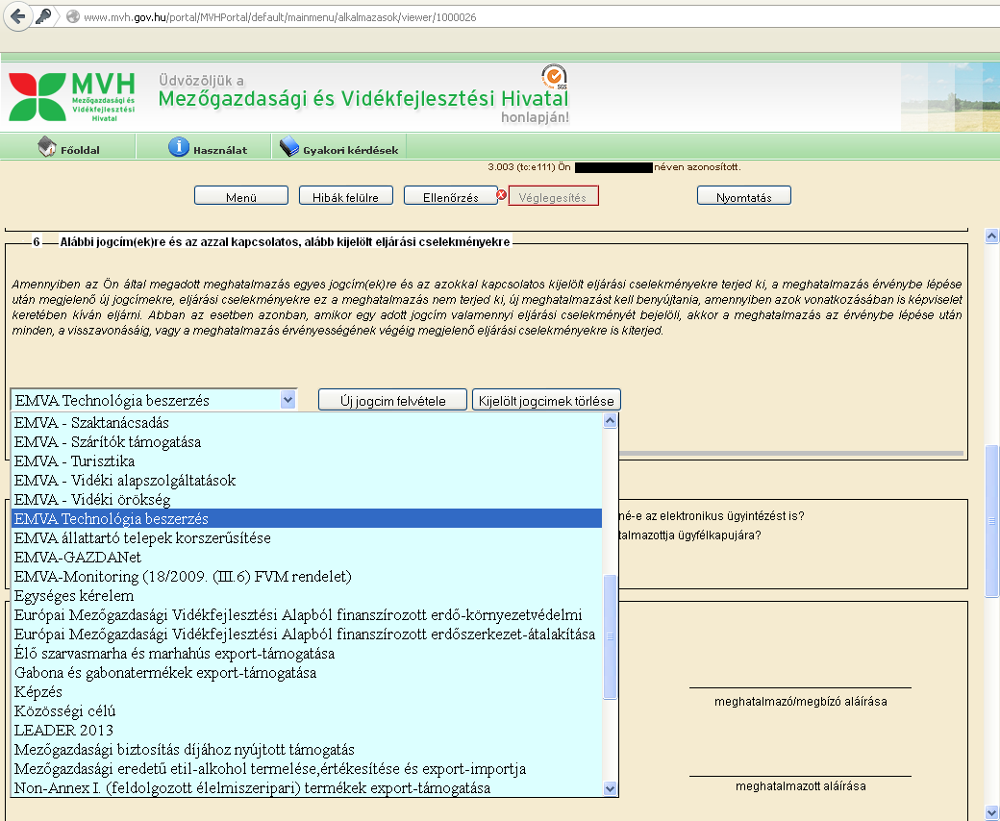 www.mvh.gov.hu/portal/MVHPortal/default/mainmenu/alkalmazasok/viewer/1000026
MVH
Mezőgazdasági és
Vidékfejlesztési
Hivatal
Üdvözöljük a
Mezőgazdasági és Vidékfejlesztési Hivatal
honlapján!
SGS
Főoldal
Használat
Gyakori kérdések
3.003 (tc:e111) Ön
néven azonosított.
Menü
Hibák felülre
Ellenőrzés
Véglegesítés
Nyomtatás
6 Alábbi jogcím(ek)re és az azzal kapcsolatos, alább kijelölt eljárási cselekményekre
Amennyiben az Ön által megadott meghatalmazás egyes jogcím(ek)re és az azokkal kapcsolatos kijelölt eljárási cselekményekre terjed ki, a meghatalmazás érvénybe lépése
után megjelenő új jogcímekre, eljárási cselekményekre ez a meghatalmazás nem terjed ki, új meghatalmazást kell benyújtania, amennyiben azok vonatkozásában is képviselet
keretében kíván eljárni. Abban az esetben azonban, amikor egy adott jogcím valamennyi eljárási cselekményét bejelöli, akkor a meghatalmazás az érvénybe lépése után
minden, a visszavonásáig, vagy a meghatalmazás érvényességének végéig megjelenő eljárási cselekményekre is kiterjed.
EMVA Technológia beszerzés
Új jogcim felvétele
Kijelölt jogcimek törlése
EMVA - Szaktanácsadás
EMVA - Szárítók támogatása
EMVA - Turisztika
EMVA - Vidéki alapszolgáltatások
EMVA - Vidéki örökség
EMVA Technológia beszerzés
EMVA állattartó telepek korszerűsítése
EMVA-GAZDANet
EMVA-Monitoring (18/2009. (III.6) FVM rendelet)
Egységes kérelem
Európai Mezőgazdasági Vidékfejlesztési Alapból finanszírozott erdő-környezetvédelmi
Európai Mezőgazdasági Vidékfejlesztési Alapból finanszírozott erdőszerkezet-átalakítása
Élő szarvasmarha és marhahús export-támogatása
Gabona és gabonatermékek export-támogatása
Képzés
Közösségi célú
LEADER 2013
Mezőgazdasági biztosítás díjához nyújtott támogatás
Mezőgazdasági eredetű etil-alkohol termelése,értékesítése és export-importja
Non-Annex I. (feldolgozott élelmiszeripari) termékek export-támogatása
né-e az elektronikus ügyintézést is?
talmazottja ügyfélkapujára?
meghatalmazó/megbízó aláírása
meghatalmazott aláírása